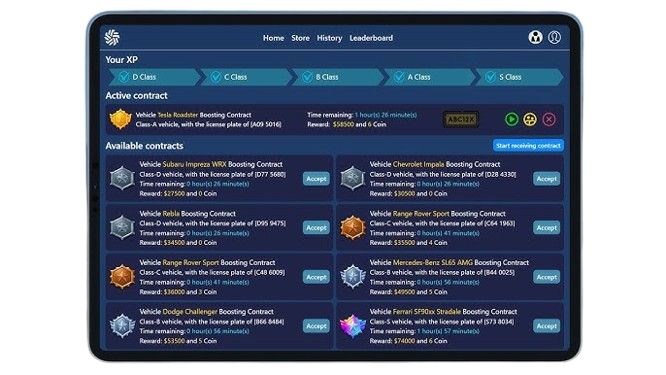 Home Store History Leaderboard
Your XP
D Class C Class B Class A Class S Class
Active contract
Vehicle Tesla Roadster Boosting Contract
Class-A vehicle, with the license plate of [A09 5016]
Time remaining: 1 hour(s) 26 minute(s)
Reward: $58500 and 6 Coin
ABC12X
Available contracts
Start receiving contract
Vehicle Subaru Impreza WRX Boosting Contract
Class-D vehicle, with the license plate of [D77 5680]
Time remaining: 0 hour(s) 26 minute(s)
Reward: $27500 and 0 Coin
Accept
Vehicle Chevrolet Impala Boosting Contract
Class-D vehicle, with the license plate of [D28 4330]
Time remaining: 0 hour(s) 26 minute(s)
Reward: $30500 and 0 Coin
Accept
Vehicle Rebla Boosting Contract
Class-D vehicle, with the license plate of [D95 9475]
Time remaining: 0 hour(s) 26 minute(s)
Reward: $34500 and 0 Coin
Accept
Vehicle Range Rover Sport Boosting Contract
Class-C vehicle, with the license plate of [C64 1963]
Time remaining: 0 hour(s) 41 minute(s)
Reward: $35500 and 4 Coin
Accept
Vehicle Range Rover Sport Boosting Contract
Class-C vehicle, with the license plate of [C48 6009]
Time remaining: 0 hour(s) 41 minute(s)
Reward: $36000 and 3 Coin
Accept
Vehicle Mercedes-Benz SL65 AMG Boosting Contract
Class-B vehicle, with the license plate of [B44 0025]
Time remaining: 0 hour(s) 56 minute(s)
Reward: $49500 and 5 Coin
Accept
Vehicle Dodge Challenger Boosting Contract
Class-B vehicle, with the license plate of [B66 8484]
Time remaining: 0 hour(s) 56 minute(s)
Reward: $53500 and 5 Coin
Accept
Vehicle Ferrari SF90xx Stradale Boosting Contract
Class-S vehicle, with the license plate of [S73 8034]
Time remaining: 1 hour(s) 57 minute(s)
Reward: $74000 and 6 Coin
Accept